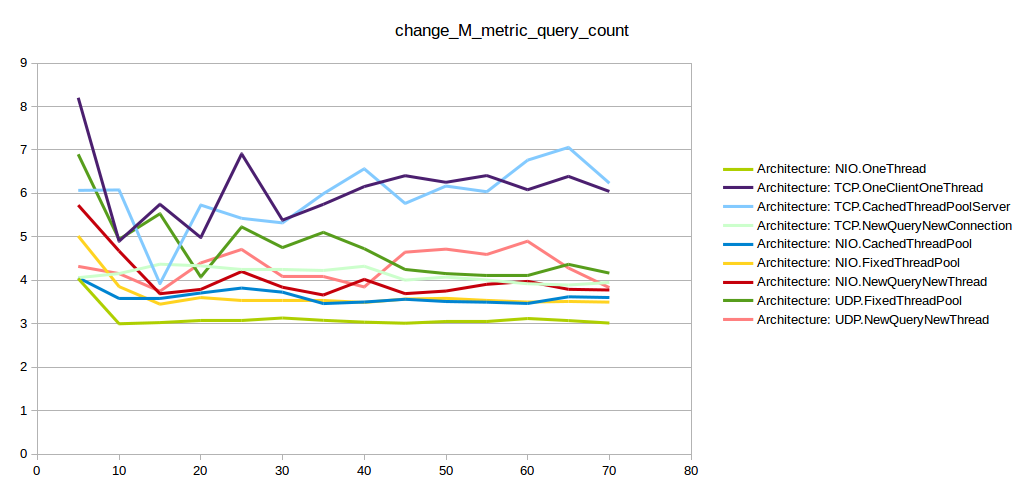 change_M_metric_query_count
9
8
7
6
5
4
3
2
1
0
0 10 20 30 40 50 60 70 80
Architecture: NIO.OneThread
Architecture: TCP.OneClientOneThread
Architecture: TCP.CachedThreadPoolServer
Architecture: TCP.NewQueryNewConnection
Architecture: NIO.CachedThreadPool
Architecture: NIO.FixedThreadPool
Architecture: NIO.NewQueryNewThread
Architecture: UDP.FixedThreadPool
Architecture: UDP.NewQueryNewThread